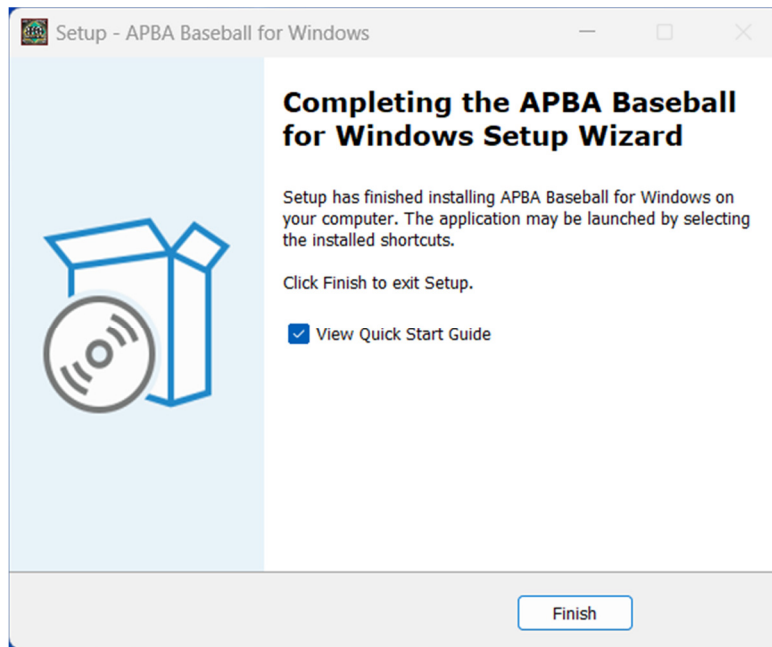 Setup - APBA Baseball for Windows
Completing the APBA Baseball
for Windows Setup Wizard
Setup has finished installing APBA Baseball for Windows on
your computer. The application may be launched by selecting
the installed shortcuts.
Click Finish to exit Setup.
View Quick Start Guide
Finish